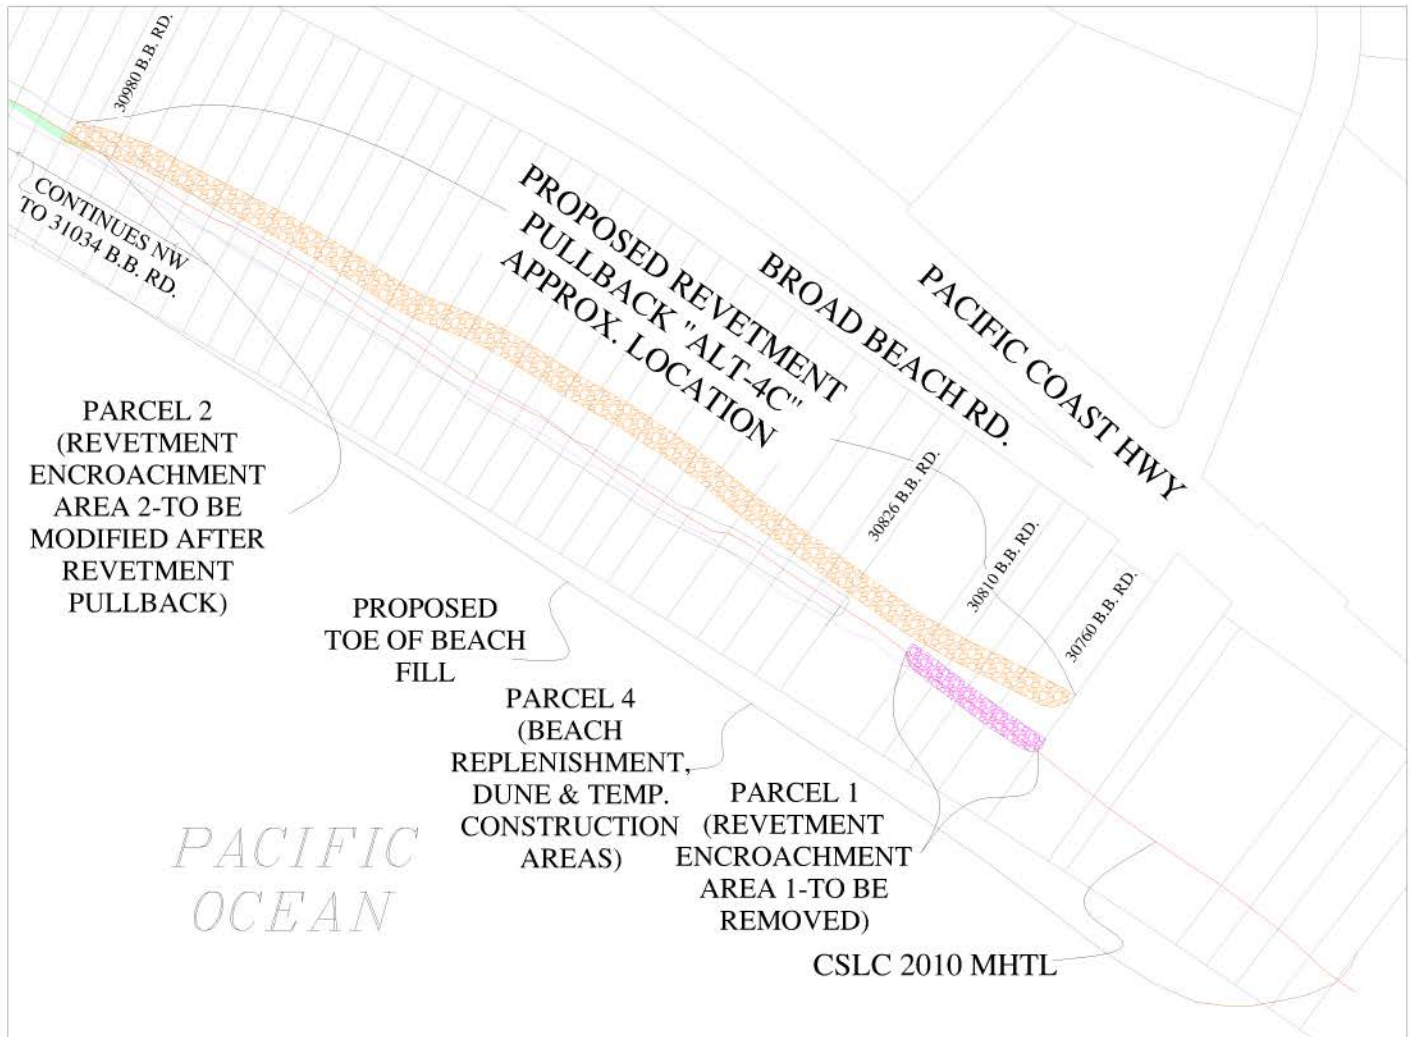 30980 B.B. RD.
CONTINUES NW
TO 31034 B.B. RD.
PROPOSED REVETMENT
PULLBACK "ALT-4C"
APPROX. LOCATION
BROAD BEACH RD.
PACIFIC COAST HWY
PARCEL 2
(REVETMENT
ENCROACHMENT
AREA 2-TO BE
MODIFIED AFTER
REVETMENT
PULLBACK)
30826 B.B. RD.
30810 B.B. RD.
30760 B.B. RD.
PROPOSED
TOE OF BEACH
FILL
PARCEL 4
(BEACH
REPLENISHMENT,
DUNE & TEMP.
CONSTRUCTION
AREAS)
PARCEL 1
(REVETMENT
ENCROACHMENT
AREA 1-TO BE
REMOVED)
PACIFIC
OCEAN
CSLC 2010 MHTL